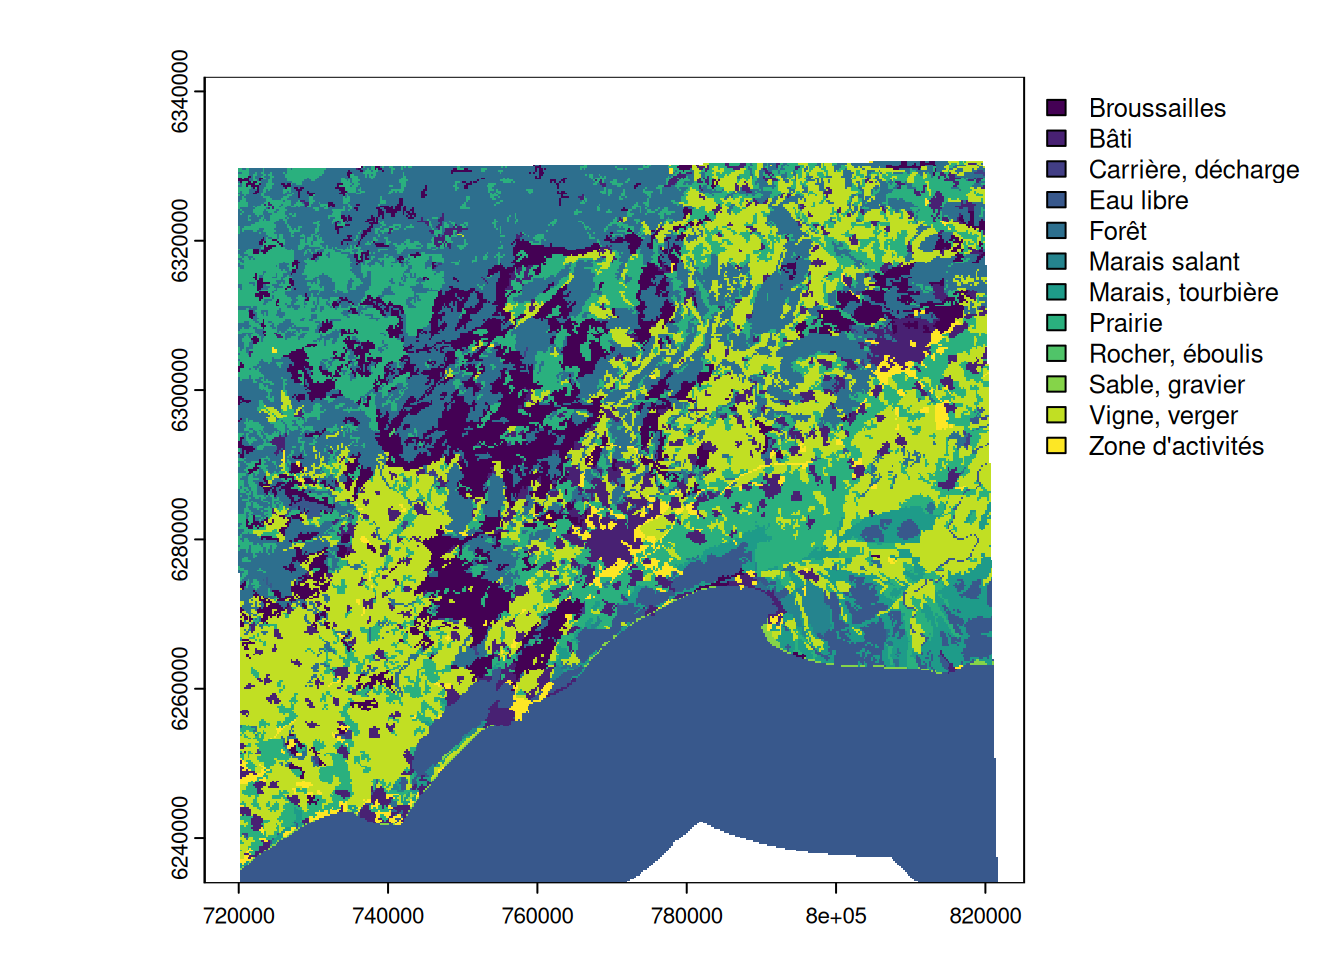 6340000
6320000
6300000
6280000
6260000
6240000
720000
740000
760000
780000
8e+05
820000
Broussailles
Bâti
Carrière, décharge
Eau libre
Forêt
Marais salant
Marais, tourbière
Prairie
Rocher, éboulis
Sable, gravier
Vigne, verger
Zone d'activités